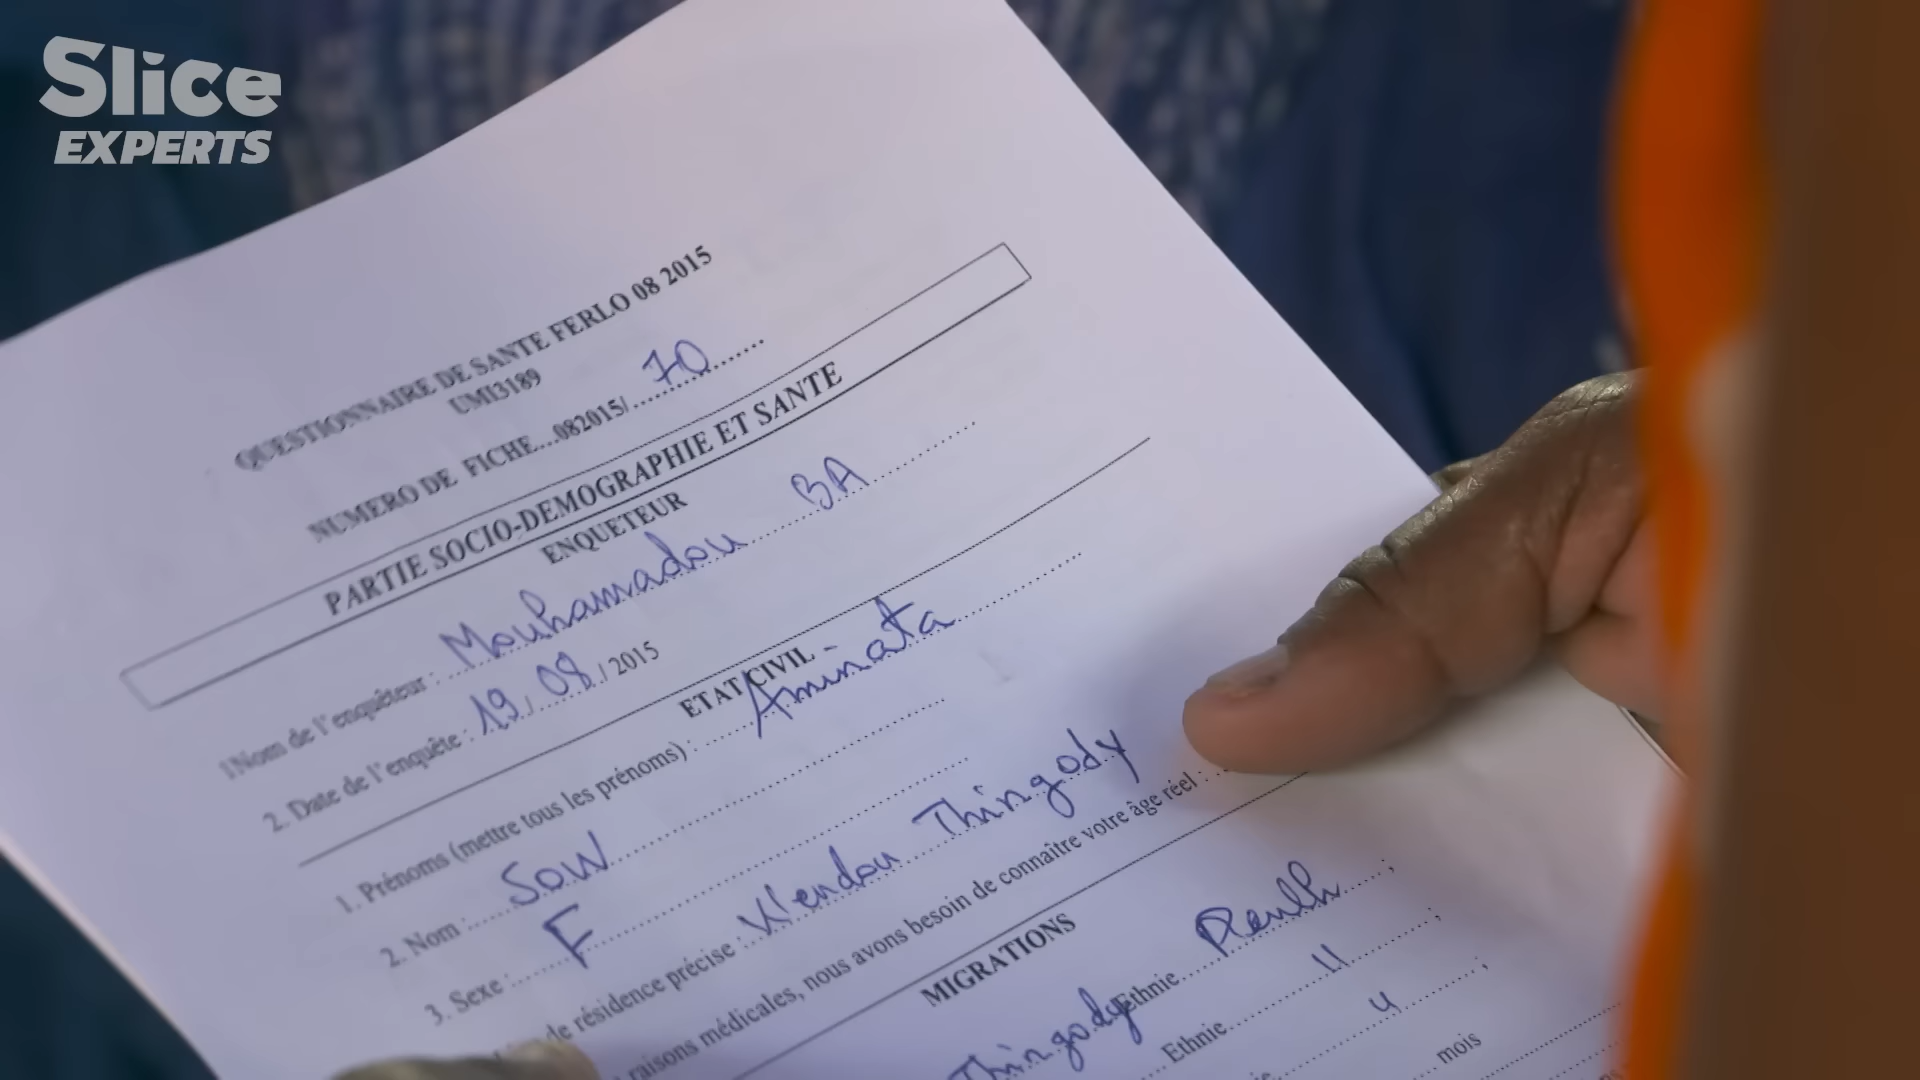 Slice
EXPERTS
QUESTIONNAIRE DE SANTE FERLO 08 2015
UMI3189
NUMERO DE FICHE...082015/ 70
PARTIE SOCIO-DEMOGRAPHIE ET SANTE
ENQUETEUR
1Nom de l'enquêteur : Mouhamadou BA
2. Date de l'enquête : 19 / 08 / 2015
ETAT CIVIL
1. Prénoms (mettre tous les prénoms) : Aminata
2. Nom : SOW
3. Sexe : F
de résidence précise : Wendou Thingody
raisons médicales, nous avons besoin de connaître votre âge réel :
MIGRATIONS
Thingody Ethnie Peulh ;
Ethnie 11 ;
4 ;
mois